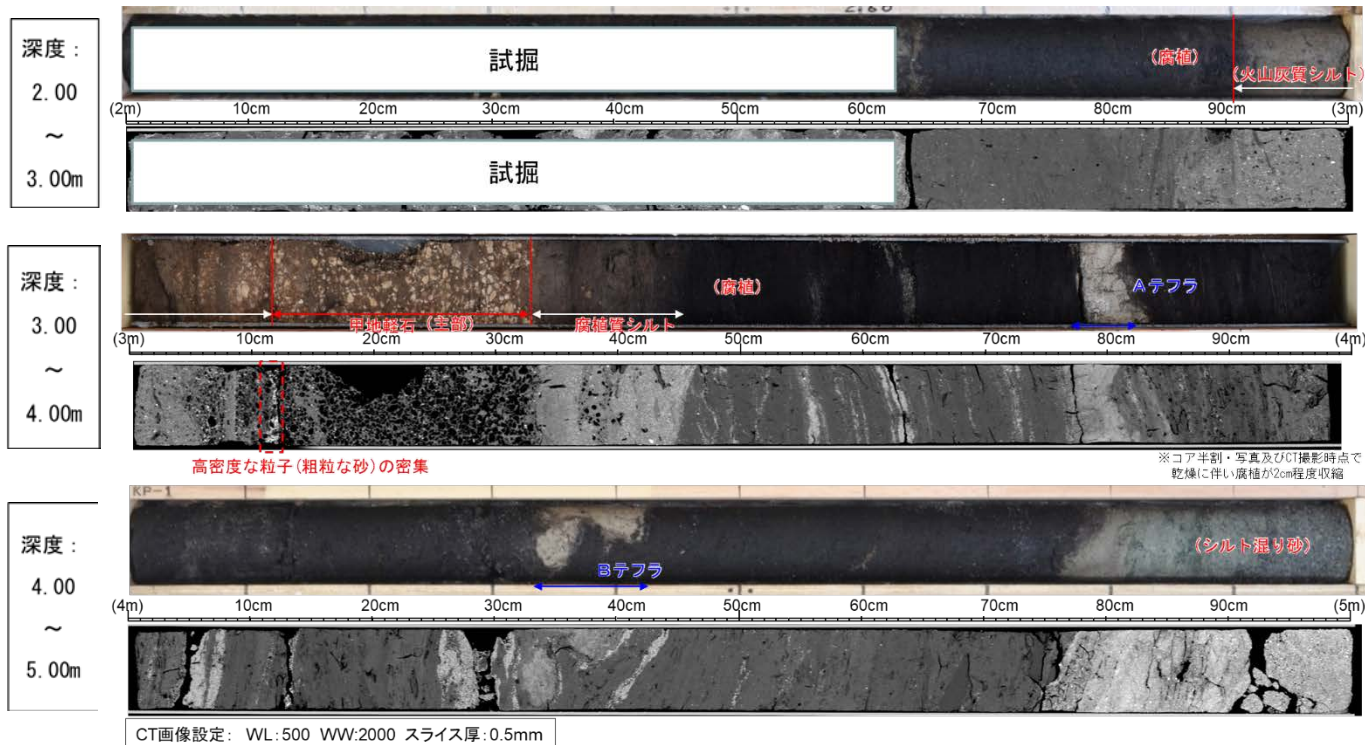 2.60
深度：
2.00
～
3.00m
試掘
(腐植)
(火山灰質シルト)
(2m) 10cm 20cm 30cm 40cm 50cm 60cm 70cm 80cm 90cm (3m)
試掘
深度：
3.00
～
4.00m
甲地軽石（主部）
腐植質シルト
(腐植)
Aテフラ
(3m) 10cm 20cm 30cm 40cm 50cm 60cm 70cm 80cm 90cm (4m)
高密度な粒子(粗粒な砂)の密集
※コア半割・写真及びCT撮影時点で
乾燥に伴い腐植が2cm程度収縮
KP-1
深度：
4.00
～
5.00m
Bテフラ
(シルト混り砂)
(4m) 10cm 20cm 30cm 40cm 50cm 60cm 70cm 80cm 90cm (5m)
CT画像設定： WL:500 WW:2000 スライス厚:0.5mm